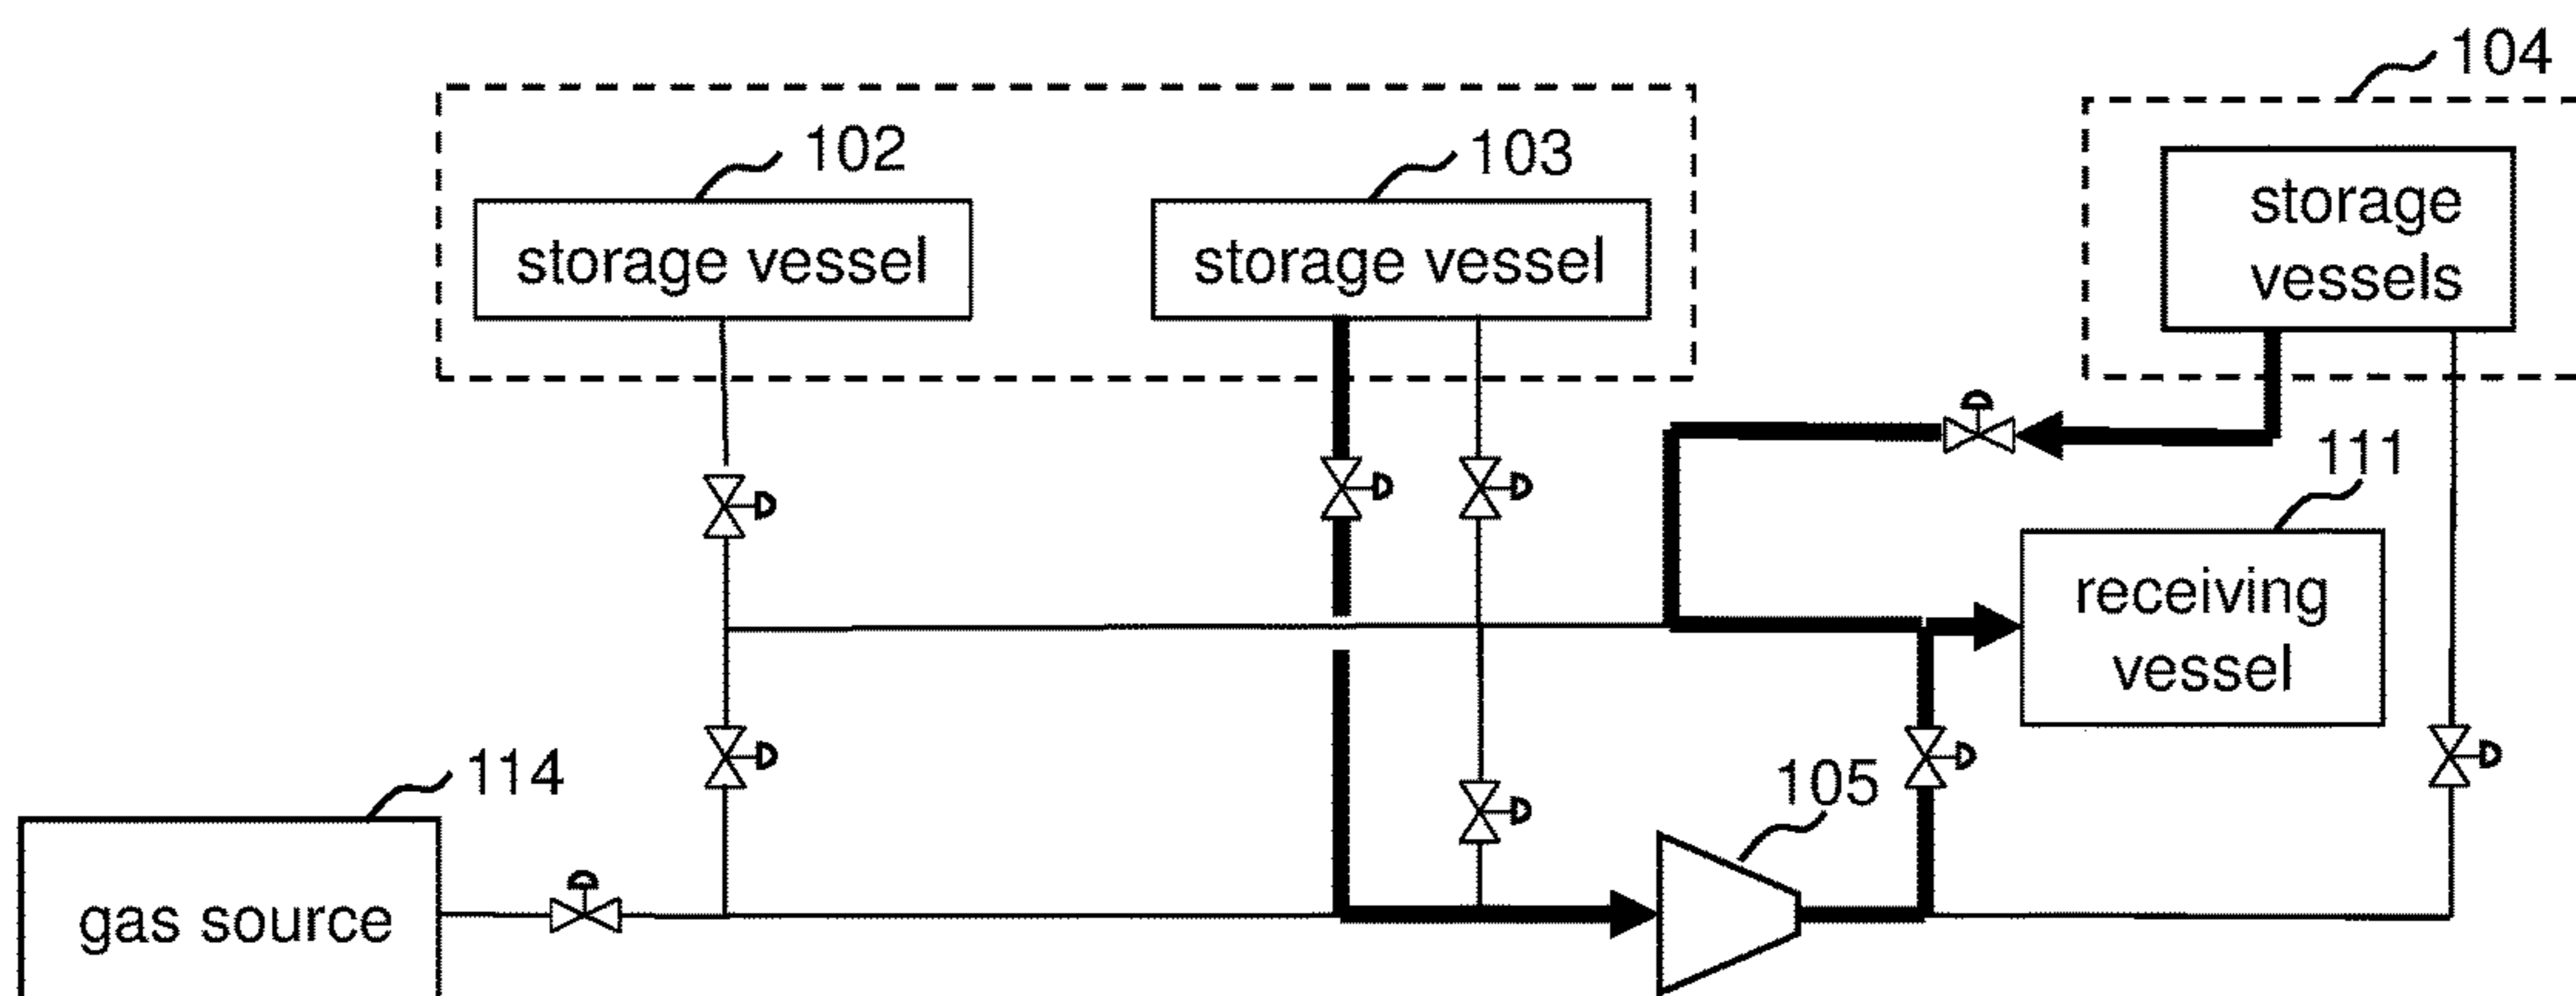 104
102
103
storage
vessels
storage vessel
storage vessel
111
receiving
vessel
114
105
gas source